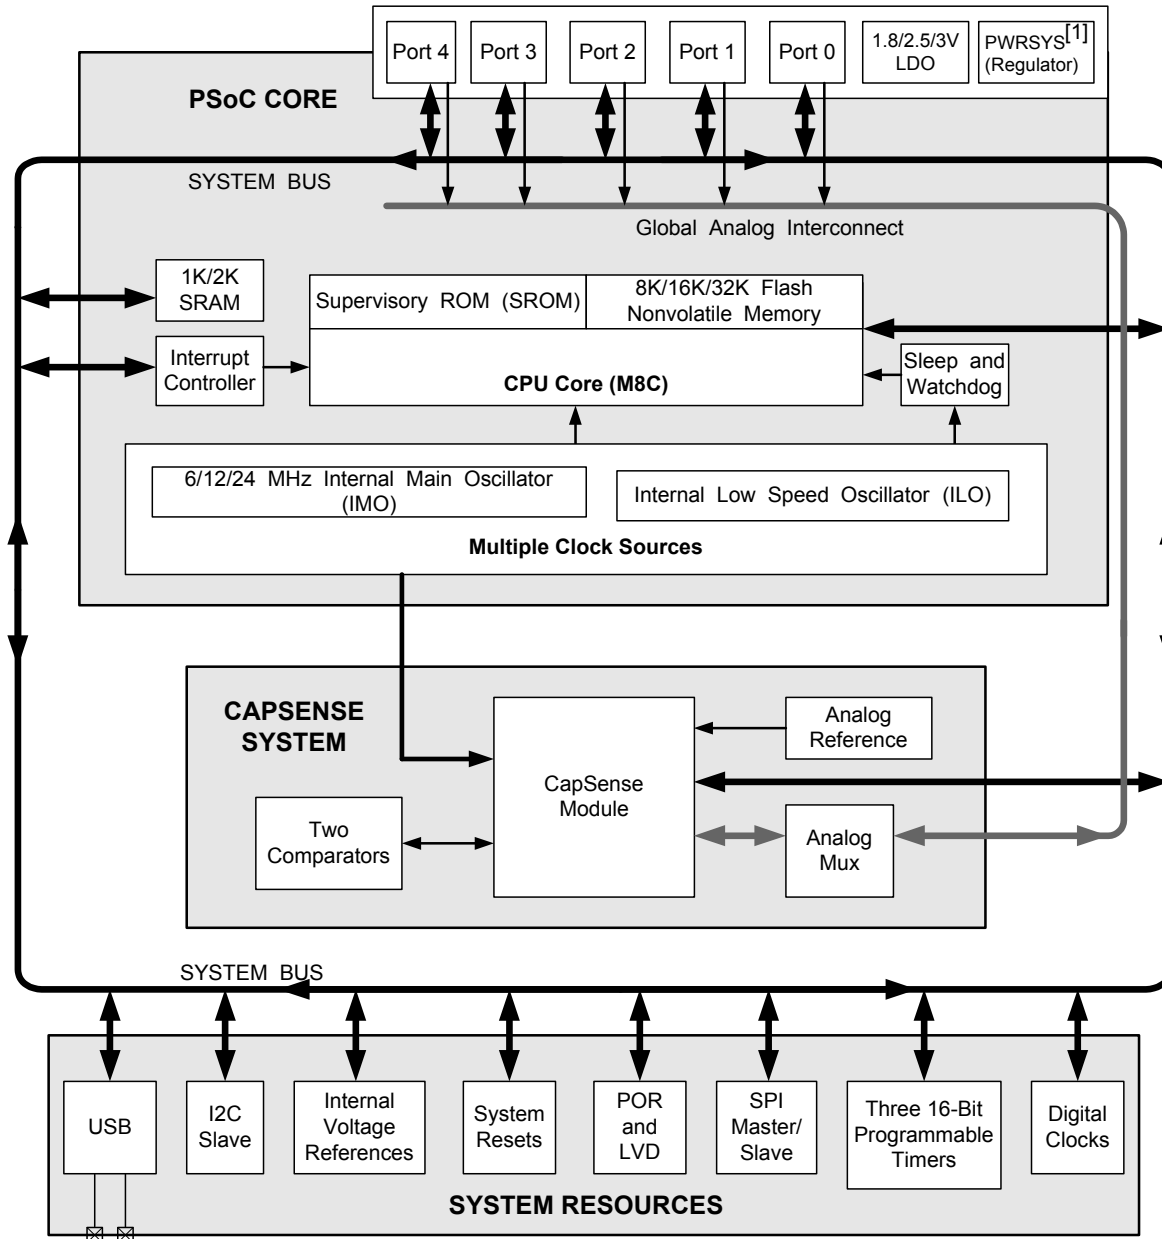 Port 4
Port 3
Port 2
Port 1
Port 0
1.8/2.5/3V
LDO
PWRSYS[1]
(Regulator)
PSoC CORE
SYSTEM BUS
Global Analog Interconnect
1K/2K
SRAM
Supervisory ROM (SROM)
8K/16K/32K Flash
Nonvolatile Memory
Interrupt
Controller
CPU Core (M8C)
Sleep and
Watchdog
6/12/24 MHz Internal Main Oscillator
(IMO)
Internal Low Speed Oscillator (ILO)
Multiple Clock Sources
CAPSENSE
SYSTEM
CapSense
Module
Analog
Reference
Two
Comparators
Analog
Mux
SYSTEM BUS
USB
I2C
Slave
Internal
Voltage
References
System
Resets
POR
and
LVD
SPI
Master/
Slave
Three 16-Bit
Programmable
Timers
Digital
Clocks
SYSTEM RESOURCES